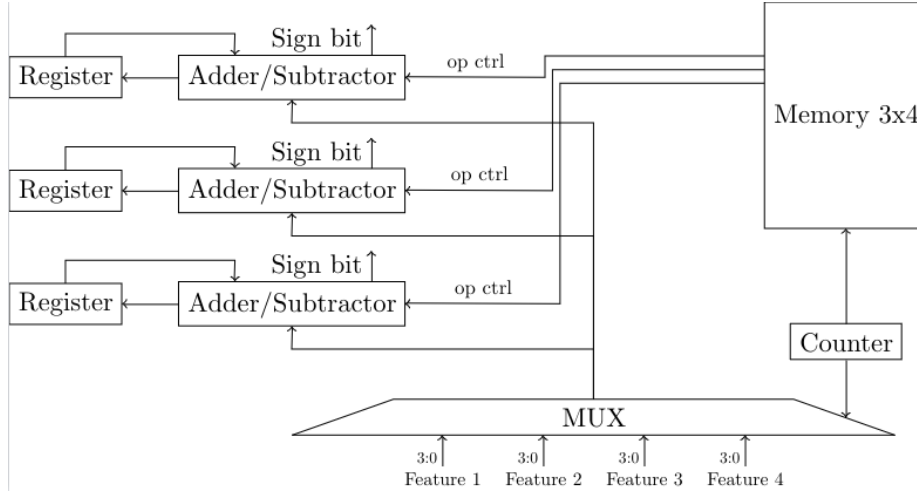 Sign bit
op ctrl
Register
Adder/Subtractor
Memory 3x4
Sign bit
op ctrl
Register
Adder/Subtractor
Sign bit
op ctrl
Register
Adder/Subtractor
Counter
MUX
3:0 3:0 3:0 3:0
Feature 1 Feature 2 Feature 3 Feature 4